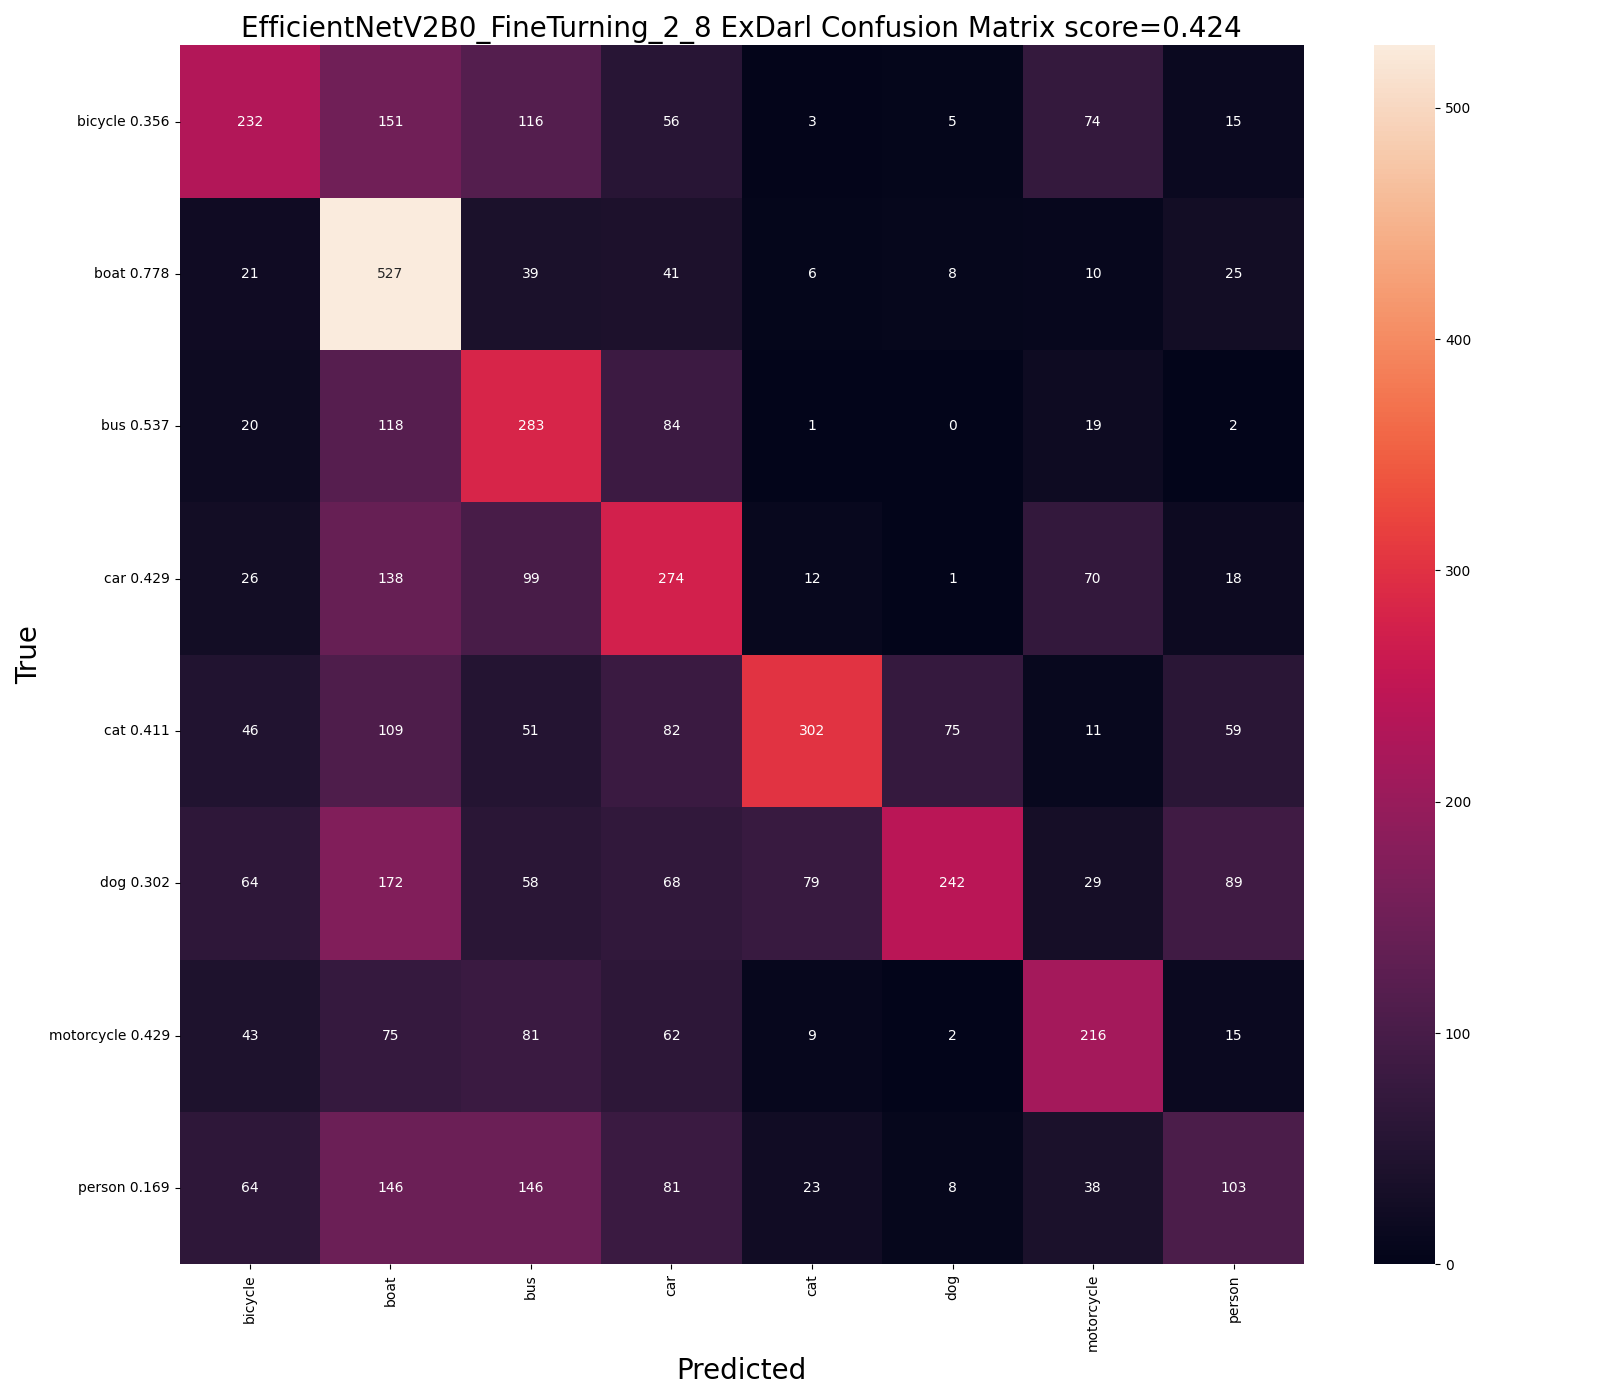 EfficientNetV2B0_FineTurning_2_8 ExDarl Confusion Matrix score=0.424
bicycle 0.356 232 151 116 56 3 5 74 15
boat 0.778 21 527 39 41 6 8 10 25
bus 0.537 20 118 283 84 1 0 19 2
car 0.429 26 138 99 274 12 1 70 18
cat 0.411 46 109 51 82 302 75 11 59
dog 0.302 64 172 58 68 79 242 29 89
motorcycle 0.429 43 75 81 62 9 2 216 15
person 0.169 64 146 146 81 23 8 38 103
bicycle boat bus car cat dog motorcycle person
True
Predicted
500
400
300
200
100
0